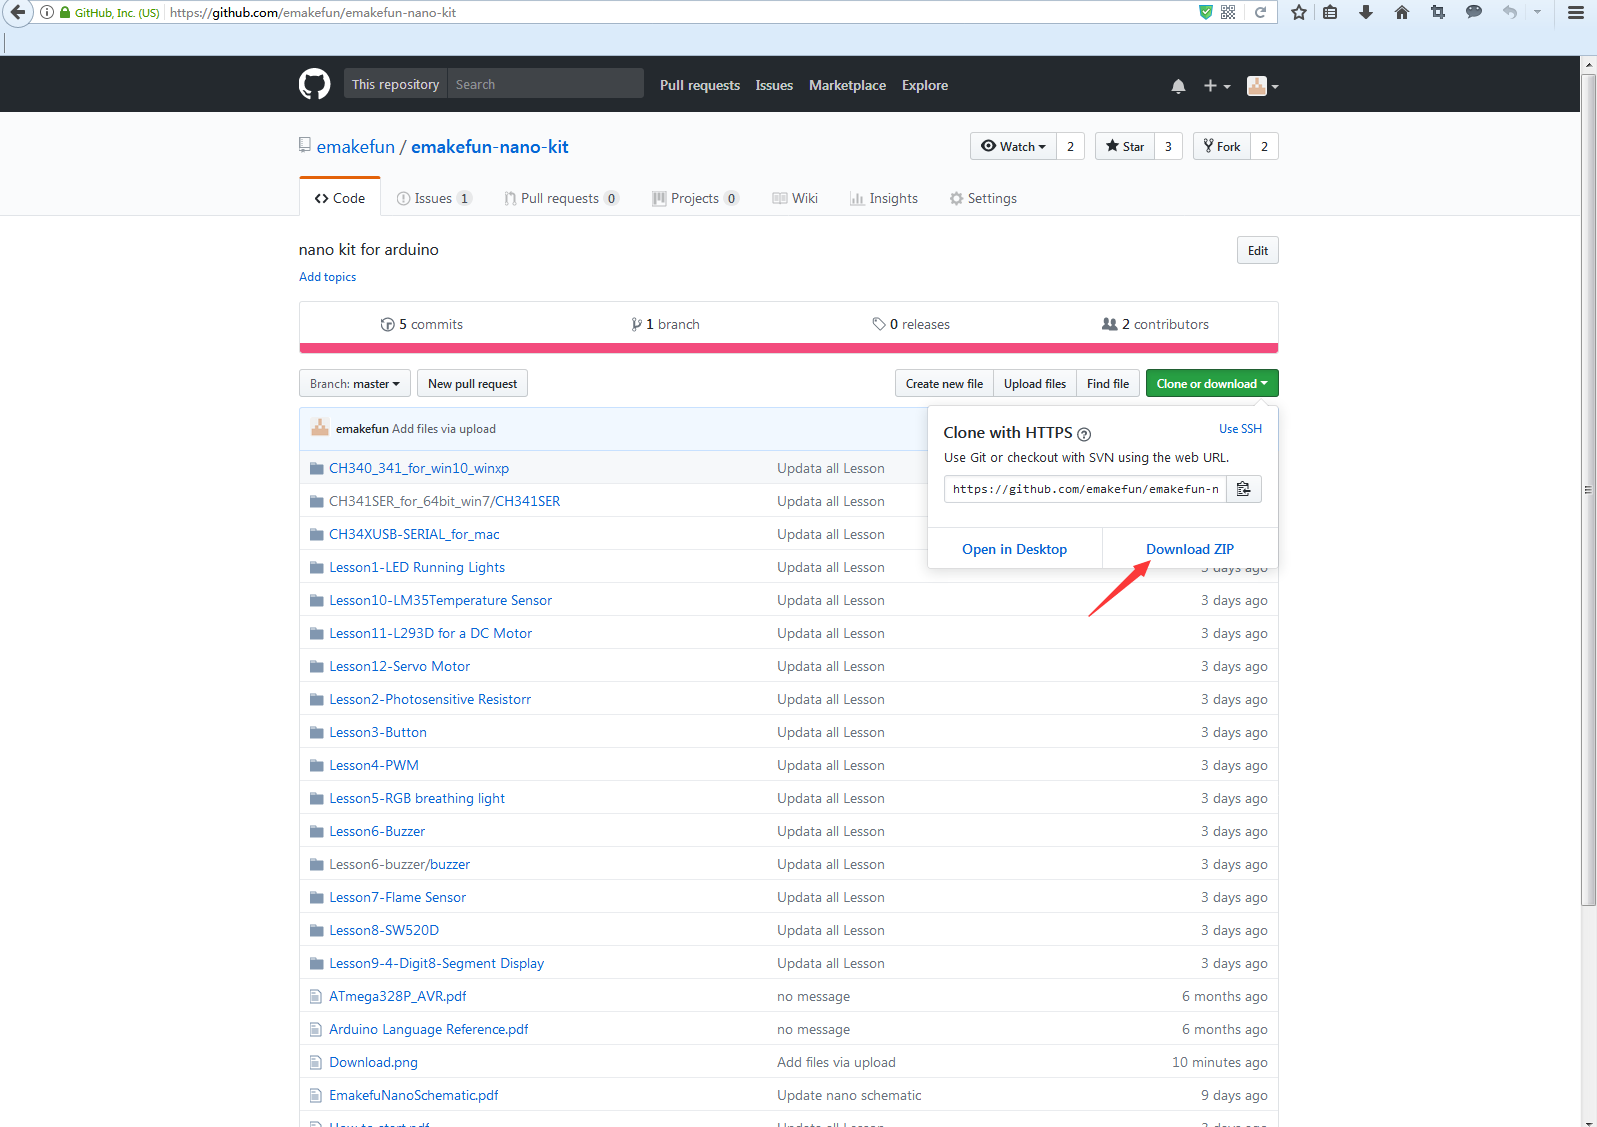 GitHub, Inc. (US) https://github.com/emakefun/emakefun-nano-kit
This repository Search Pull requests Issues Marketplace Explore
emakefun / emakefun-nano-kit
Watch 2 Star 3 Fork 2
Code Issues 1 Pull requests 0 Projects 0 Wiki Insights Settings
nano kit for arduino
Edit
Add topics
5 commits 1 branch 0 releases 2 contributors
Branch: master New pull request Create new file Upload files Find file Clone or download
emakefun Add files via upload
Clone with HTTPS Use SSH
Use Git or checkout with SVN using the web URL.
https://github.com/emakefun/emakefun-n
Open in Desktop Download ZIP
CH340_341_for_win10_winxp Updata all Lesson
CH341SER_for_64bit_win7/CH341SER Updata all Lesson
CH34XUSB-SERIAL_for_mac Updata all Lesson
Lesson1-LED Running Lights Updata all Lesson 3 days ago
Lesson10-LM35Temperature Sensor Updata all Lesson 3 days ago
Lesson11-L293D for a DC Motor Updata all Lesson 3 days ago
Lesson12-Servo Motor Updata all Lesson 3 days ago
Lesson2-Photosensitive Resistorr Updata all Lesson 3 days ago
Lesson3-Button Updata all Lesson 3 days ago
Lesson4-PWM Updata all Lesson 3 days ago
Lesson5-RGB breathing light Updata all Lesson 3 days ago
Lesson6-Buzzer Updata all Lesson 3 days ago
Lesson6-buzzer/buzzer Updata all Lesson 3 days ago
Lesson7-Flame Sensor Updata all Lesson 3 days ago
Lesson8-SW520D Updata all Lesson 3 days ago
Lesson9-4-Digit8-Segment Display Updata all Lesson 3 days ago
ATmega328P_AVR.pdf no message 6 months ago
Arduino Language Reference.pdf no message 6 months ago
Download.png Add files via upload 10 minutes ago
EmakefuNanoSchematic.pdf Update nano schematic 9 days ago
How to start.pdf Updata all Lesson 3 days ago